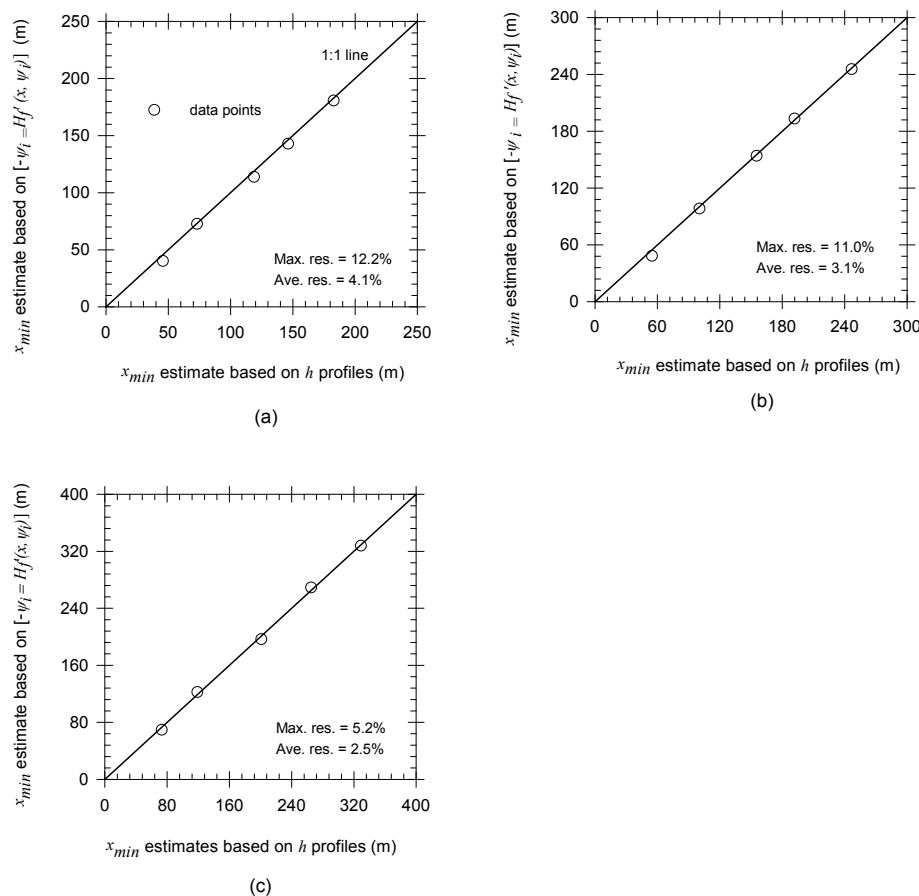 x_min estimate based on [-ψ_i = Hf'(x, ψ_i)] (m)
250
200
150
100
50
0
1:1 line
data points
Max. res. = 12.2%
Ave. res. = 4.1%
0 50 100 150 200 250
x_min estimate based on h profiles (m)
(a)
x_min estimate based on [-ψ_i = Hf'(x, ψ_i)] (m)
300
240
180
120
60
0
Max. res. = 11.0%
Ave. res. = 3.1%
0 60 120 180 240 300
x_min estimate based on h profiles (m)
(b)
x_min estimate based on [-ψ_i = Hf'(x, ψ_i)] (m)
400
320
240
160
80
0
Max. res. = 5.2%
Ave. res. = 2.5%
0 80 160 240 320 400
x_min estimates based on h profiles (m)
(c)